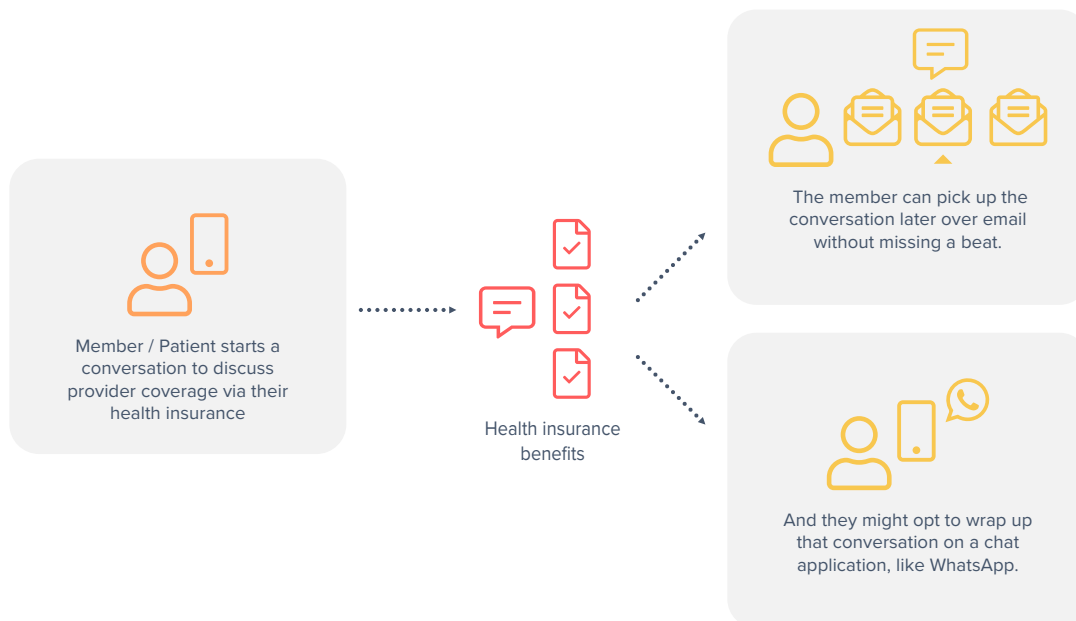 Member / Patient starts a
conversation to discuss
provider coverage via their
health insurance
Health insurance
benefits
The member can pick up the
conversation later over email
without missing a beat.
And they might opt to wrap up
that conversation on a chat
application, like WhatsApp.